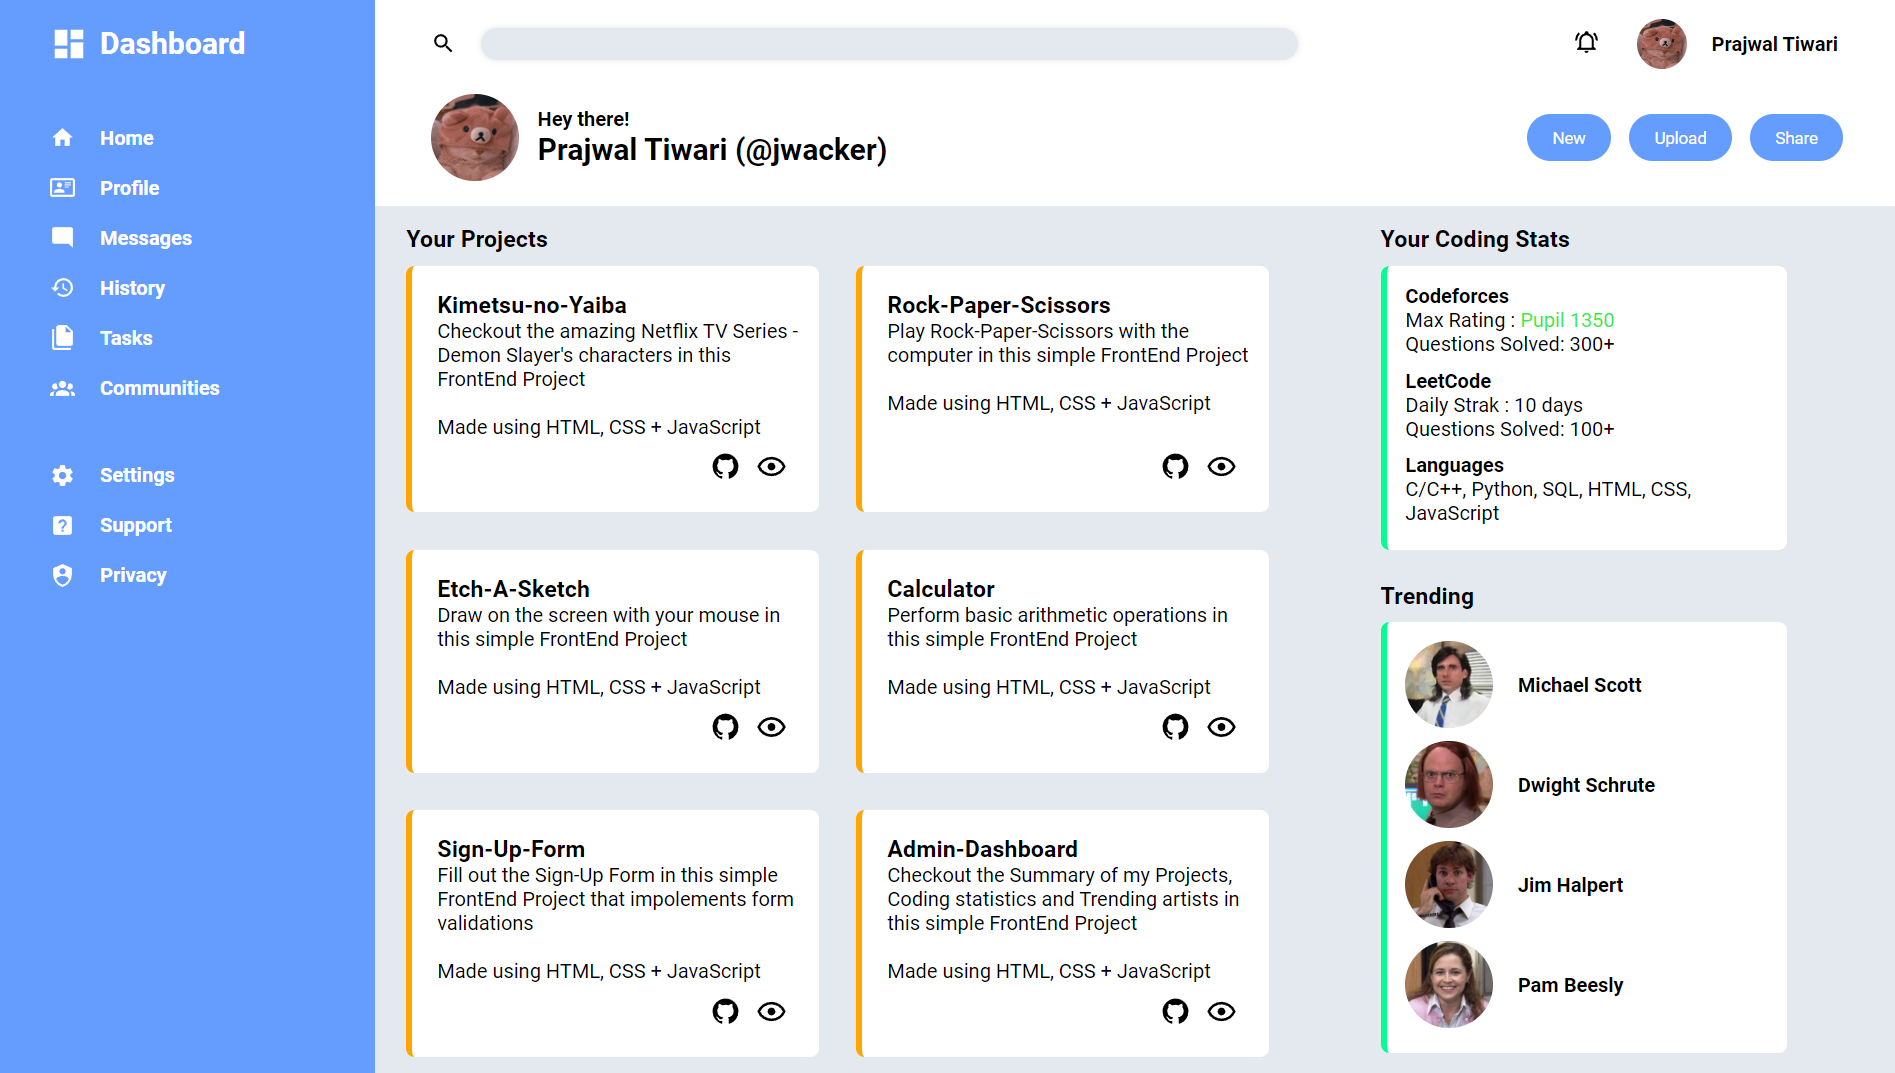 Dashboard
Home
Profile
Messages
History
Tasks
Communities
Settings
Support
Privacy
Prajwal Tiwari
Hey there!
Prajwal Tiwari (@jwacker)
New
Upload
Share
Your Projects
Kimetsu-no-Yaiba
Checkout the amazing Netflix TV Series -
Demon Slayer's characters in this
FrontEnd Project
Made using HTML, CSS + JavaScript
Rock-Paper-Scissors
Play Rock-Paper-Scissors with the
computer in this simple FrontEnd Project
Made using HTML, CSS + JavaScript
Etch-A-Sketch
Draw on the screen with your mouse in
this simple FrontEnd Project
Made using HTML, CSS + JavaScript
Calculator
Perform basic arithmetic operations in
this simple FrontEnd Project
Made using HTML, CSS + JavaScript
Sign-Up-Form
Fill out the Sign-Up Form in this simple
FrontEnd Project that impolements form
validations
Made using HTML, CSS + JavaScript
Admin-Dashboard
Checkout the Summary of my Projects,
Coding statistics and Trending artists in
this simple FrontEnd Project
Made using HTML, CSS + JavaScript
Your Coding Stats
Codeforces
Max Rating : Pupil 1350
Questions Solved: 300+
LeetCode
Daily Strak : 10 days
Questions Solved: 100+
Languages
C/C++, Python, SQL, HTML, CSS,
JavaScript
Trending
Michael Scott
Dwight Schrute
Jim Halpert
Pam Beesly